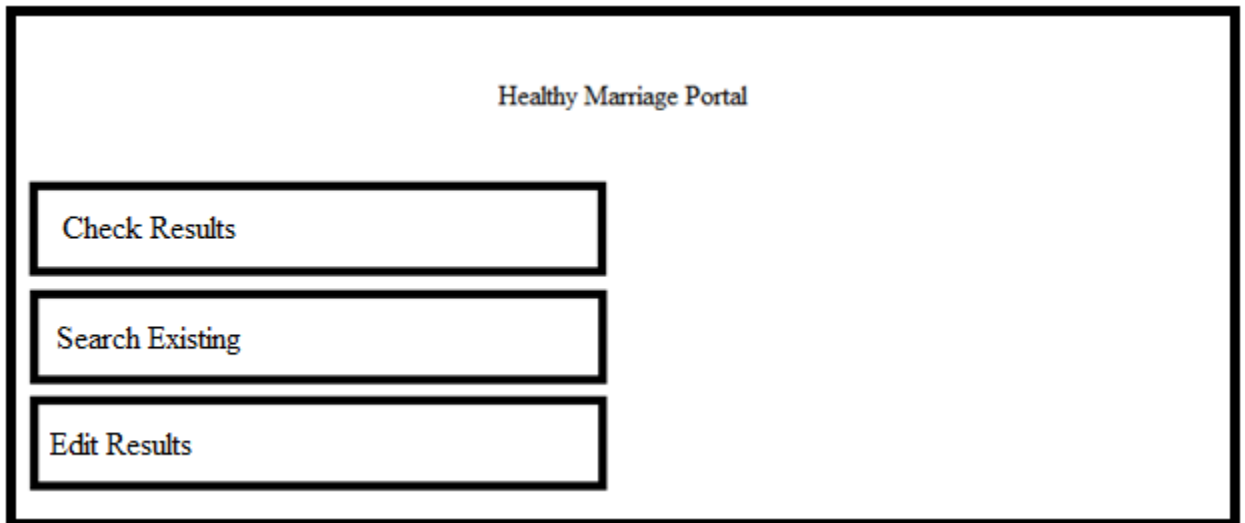 Healthy Marriage Portal
Check Results
Search Existing
Edit Results